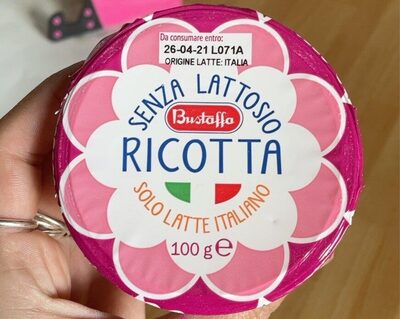 Da consumare entro:
26-04-21 L071A
ORIGINE LATTE: ITALIA
SENZA LATTOSIO
Bustaffa
RICOTTA
SOLO LATTE ITALIANO
100 g ℮